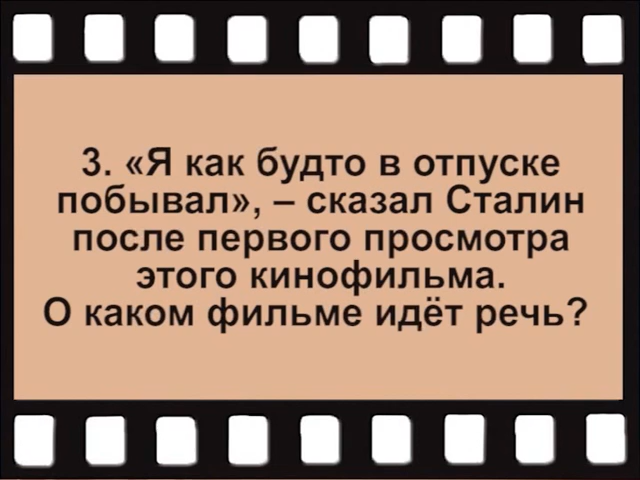 3. «Я как будто в отпуске
побывал», – сказал Сталин
после первого просмотра
этого кинофильма.
О каком фильме идёт речь?